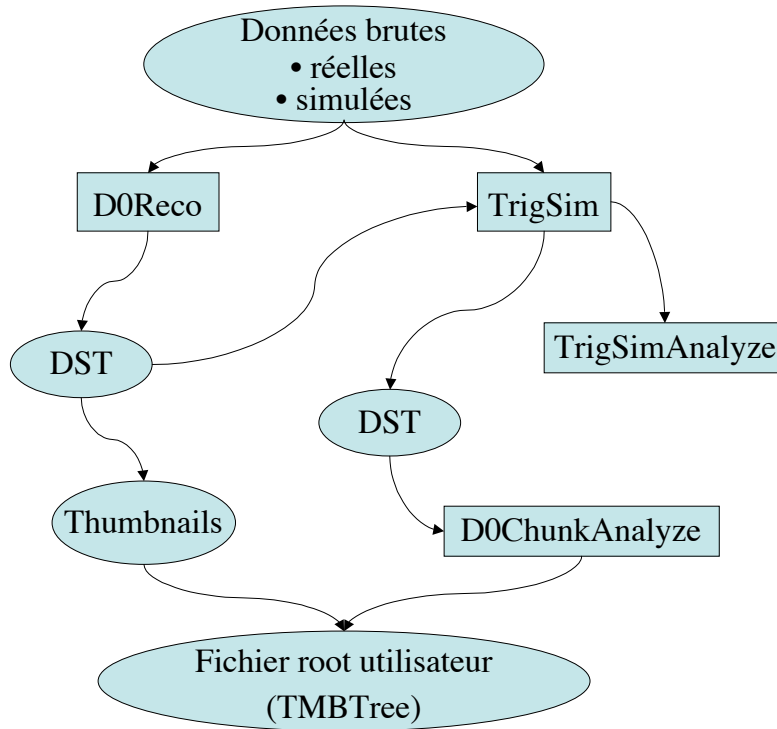 Données brutes
• réelles
• simulées
D0Reco
TrigSim
TrigSimAnalyze
DST
DST
Thumbnails
D0ChunkAnalyze
Fichier root utilisateur
(TMBTree)